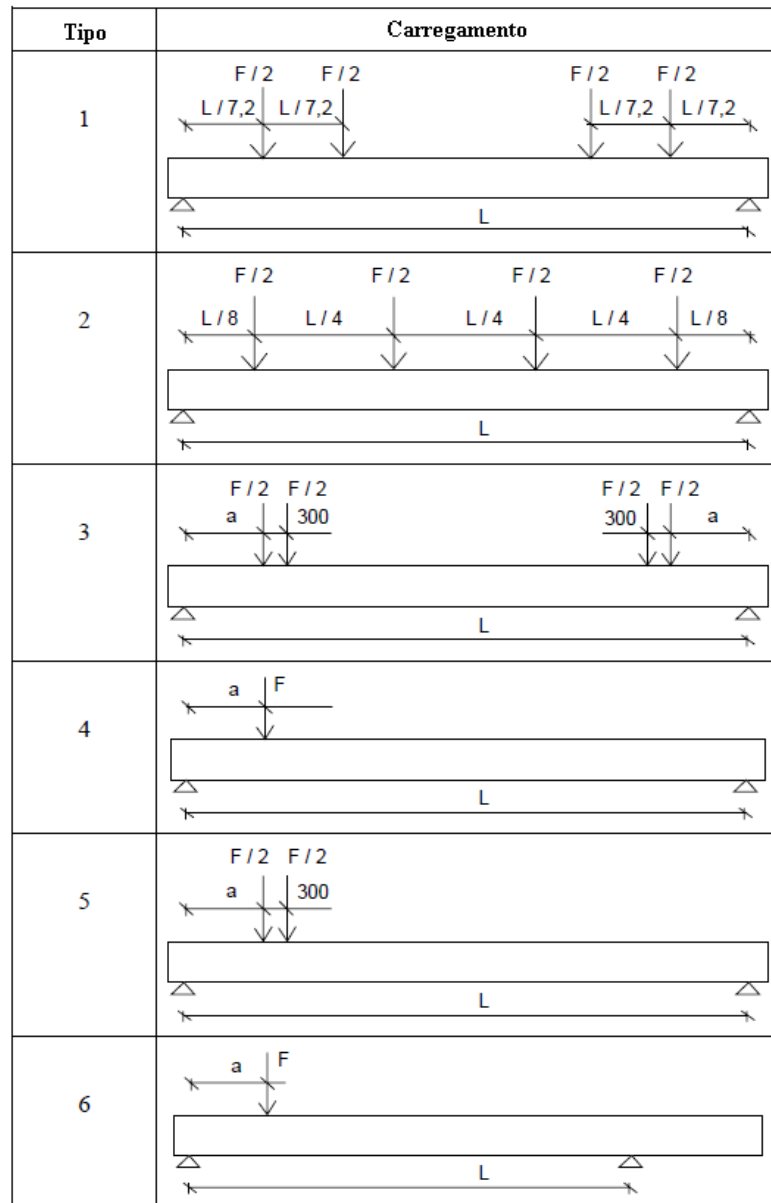 Tipo Carregamento
1
F / 2 F / 2 F / 2 F / 2
L / 7,2 L / 7,2 L / 7,2 L / 7,2
L
2
F / 2 F / 2 F / 2 F / 2
L / 8 L / 4 L / 4 L / 4 L / 8
L
3
F / 2 F / 2 F / 2 F / 2
a 300 300 a
L
4
a F
L
5
F / 2 F / 2
a 300
L
6
a F
L